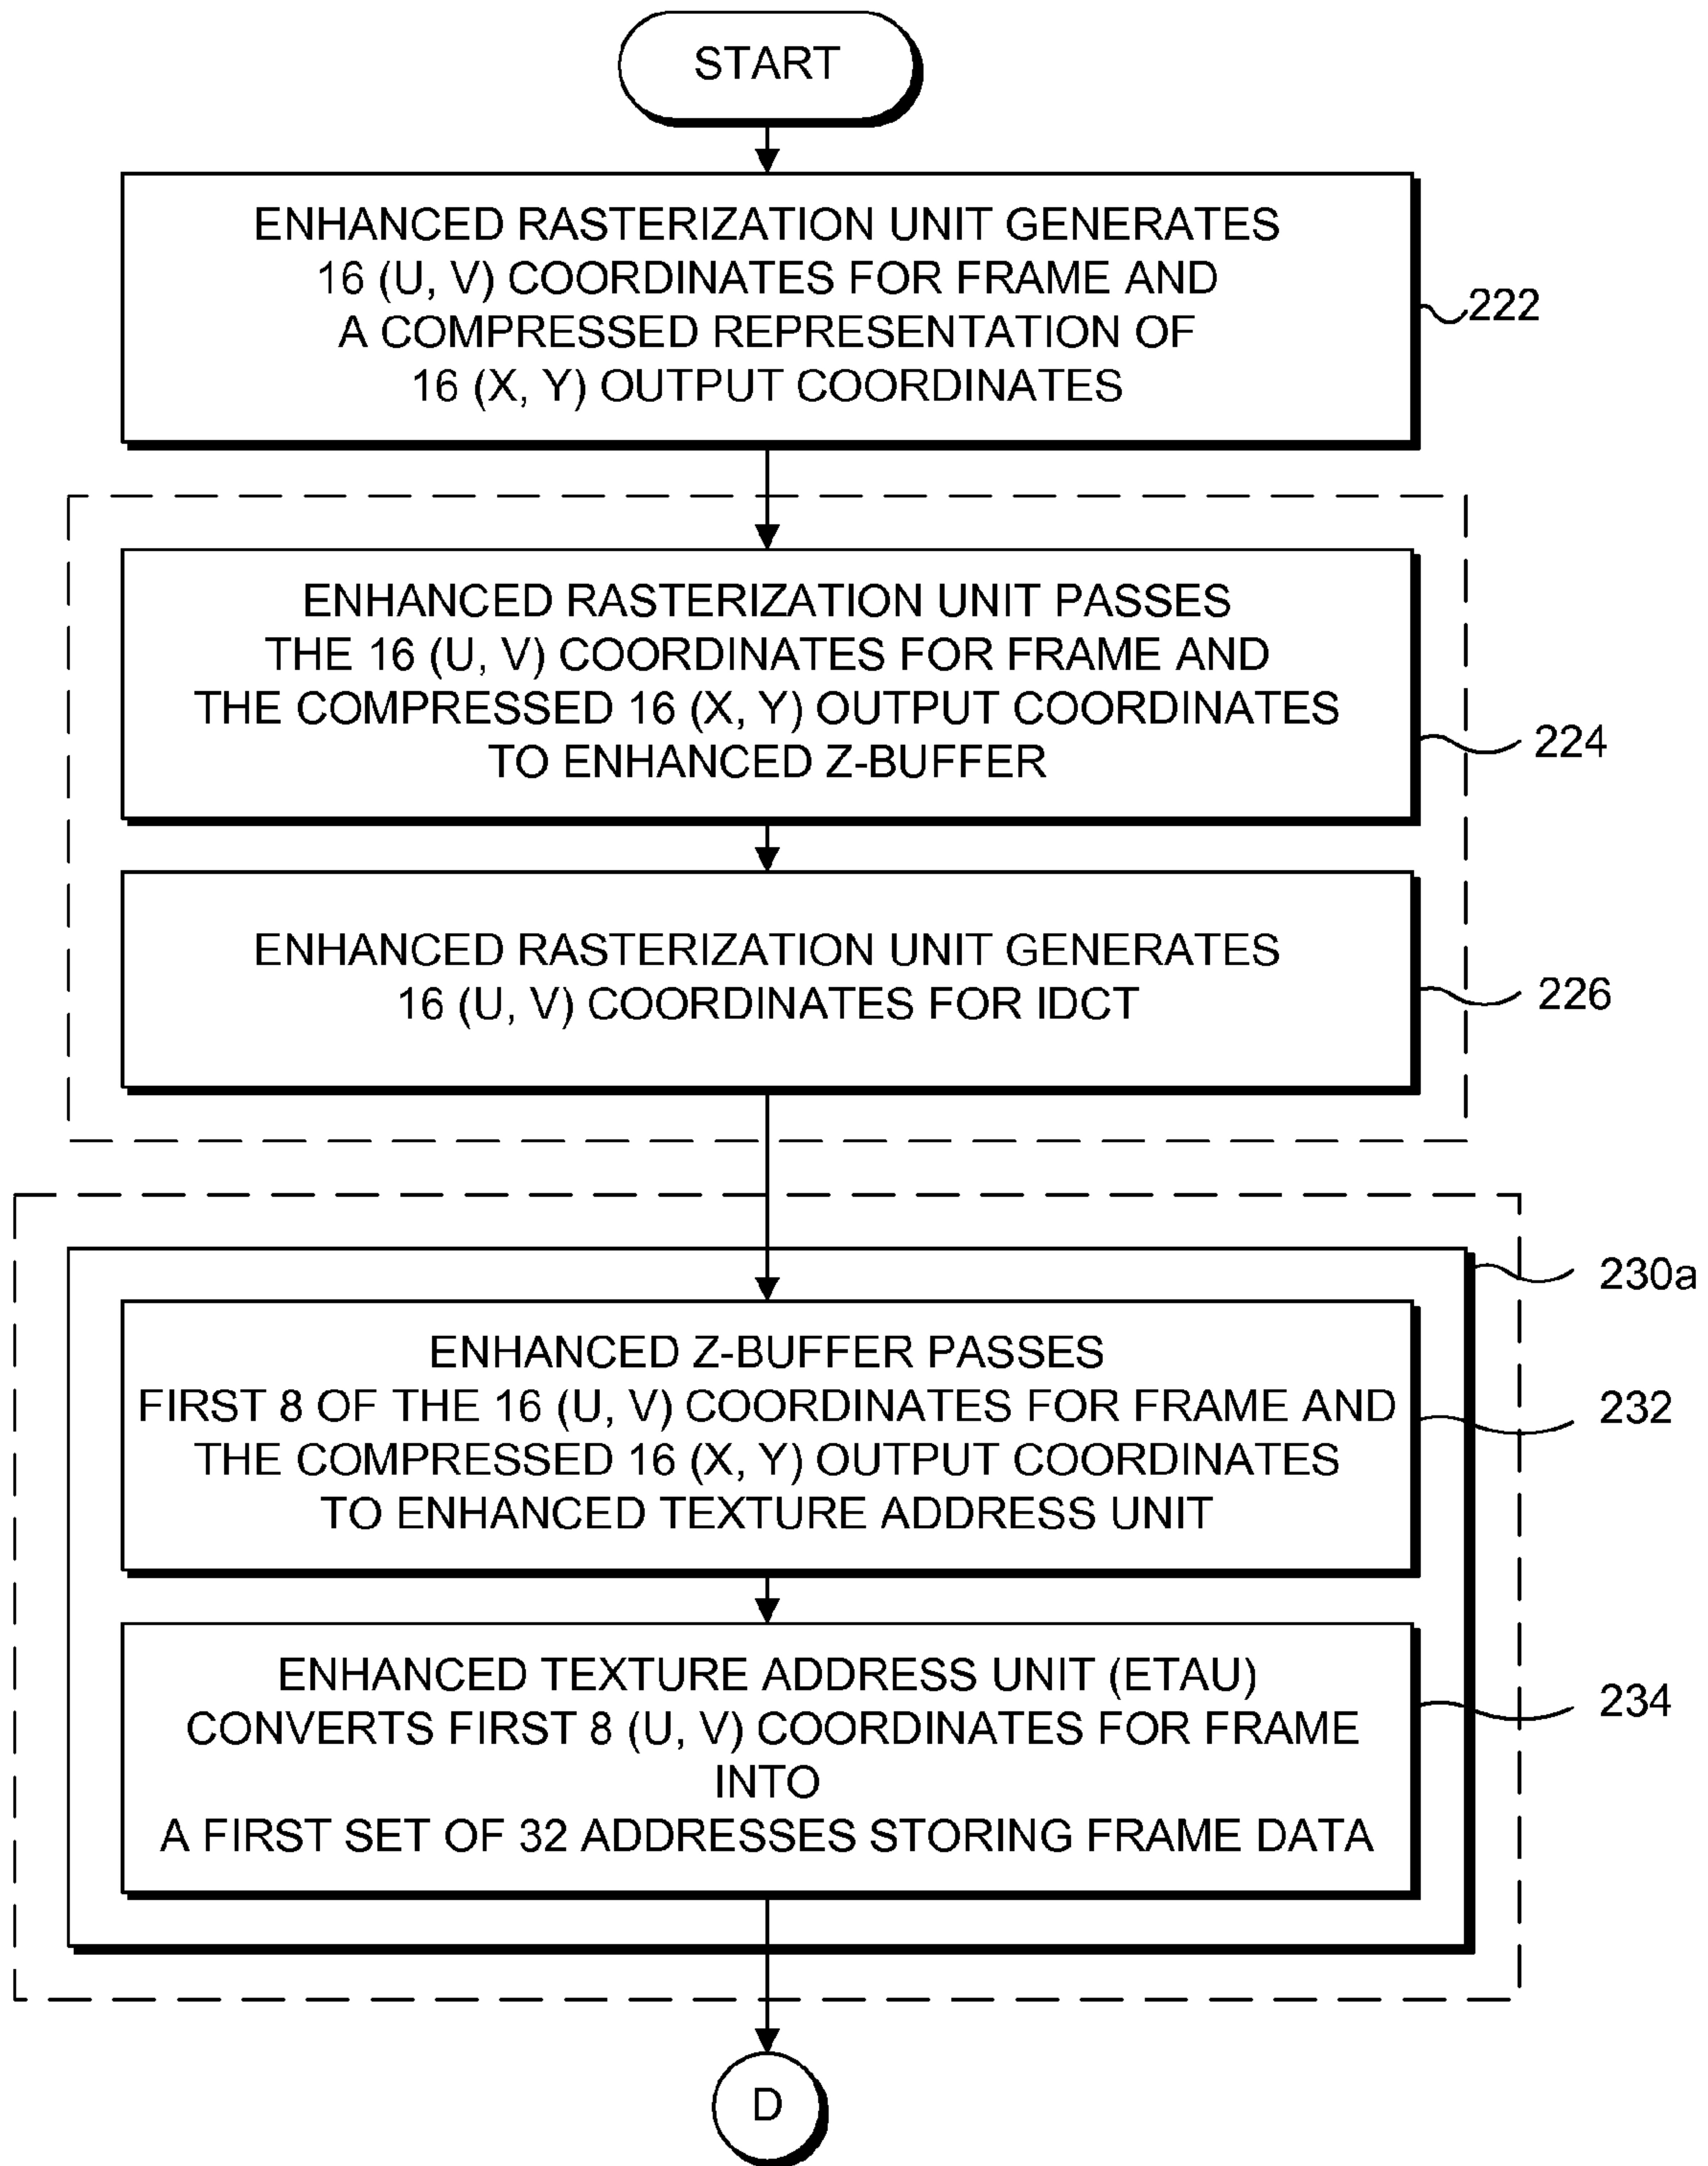 START
ENHANCED RASTERIZATION UNIT GENERATES
16 (U, V) COORDINATES FOR FRAME AND
A COMPRESSED REPRESENTATION OF
16 (X, Y) OUTPUT COORDINATES
222
ENHANCED RASTERIZATION UNIT PASSES
THE 16 (U, V) COORDINATES FOR FRAME AND
THE COMPRESSED 16 (X, Y) OUTPUT COORDINATES
TO ENHANCED Z-BUFFER
224
ENHANCED RASTERIZATION UNIT GENERATES
16 (U, V) COORDINATES FOR IDCT
226
230a
ENHANCED Z-BUFFER PASSES
FIRST 8 OF THE 16 (U, V) COORDINATES FOR FRAME AND
THE COMPRESSED 16 (X, Y) OUTPUT COORDINATES
TO ENHANCED TEXTURE ADDRESS UNIT
232
ENHANCED TEXTURE ADDRESS UNIT (ETAU)
CONVERTS FIRST 8 (U, V) COORDINATES FOR FRAME
INTO
A FIRST SET OF 32 ADDRESSES STORING FRAME DATA
234
D